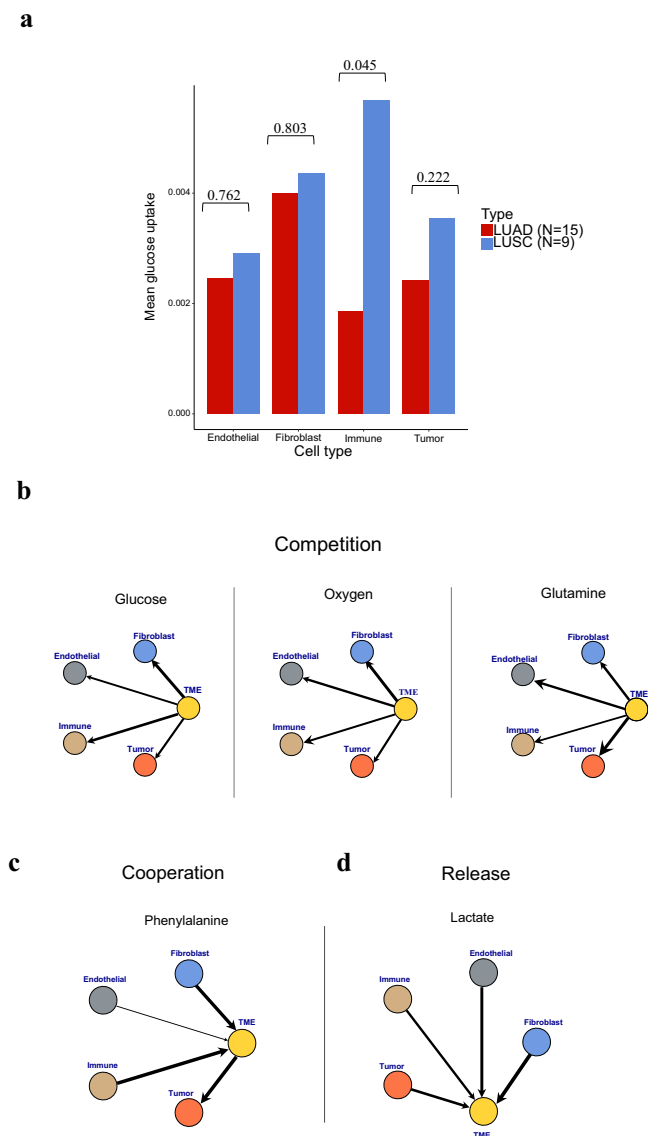 a
0.045
0.803
0.762
0.222
0.004
0.002
0.000
Mean glucose uptake
Type
LUAD (N=15)
LUSC (N=9)
Endothelial
Fibroblast
Immune
Tumor
Cell type
b
Competition
Glucose
Oxygen
Glutamine
Fibroblast
Endothelial
TME
Immune
Tumor
Fibroblast
Endothelial
TME
Immune
Tumor
Fibroblast
Endothelial
TME
Immune
Tumor
c
Cooperation
Phenylalanine
Fibroblast
Endothelial
TME
Immune
Tumor
d
Release
Lactate
Endothelial
Immune
Fibroblast
Tumor
TME